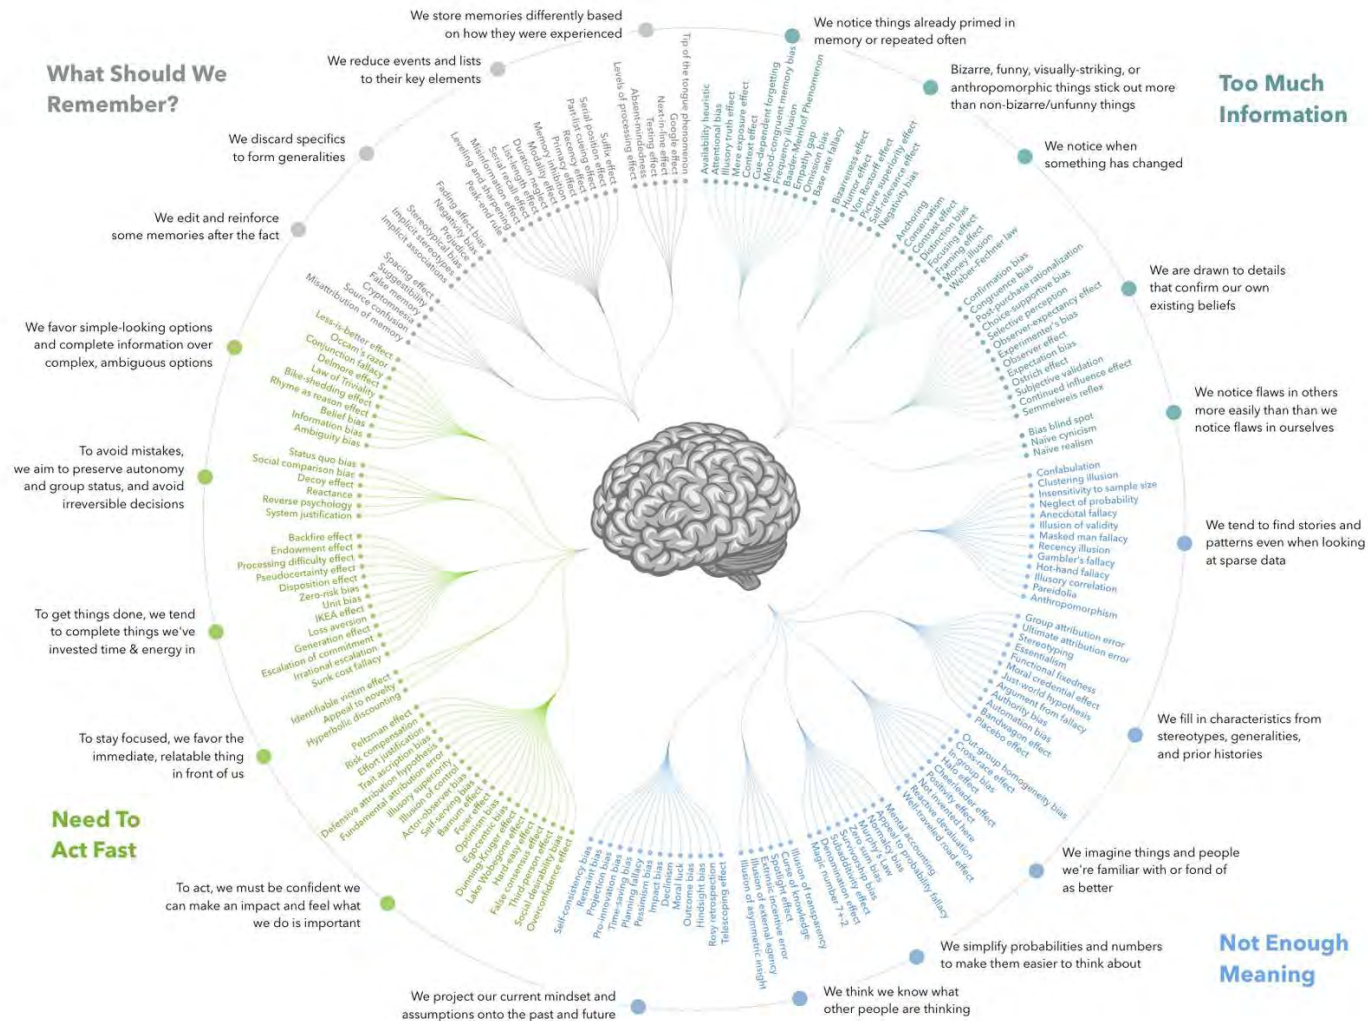 What Should We
Remember?
We store memories differently based
on how they were experienced
We reduce events and lists
to their key elements
We discard specifics
to form generalities
We edit and reinforce
some memories after the fact
We favor simple-looking options
and complete information over
complex, ambiguous options
To avoid mistakes,
we aim to preserve autonomy
and group status, and avoid
irreversible decisions
To get things done, we tend
to complete things we've
invested time & energy in
To stay focused, we favor the
immediate, relatable thing
in front of us
Need To
Act Fast
To act, we must be confident we
can make an impact and feel what
we do is important
We project our current mindset and
assumptions onto the past and future
We think we know what
other people are thinking
We simplify probabilities and numbers
to make them easier to think about
Not Enough
Meaning
We imagine things and people
we're familiar with or fond of
as better
We fill in characteristics from
stereotypes, generalities,
and prior histories
We tend to find stories and
patterns even when looking
at sparse data
We notice flaws in others
more easily than than we
notice flaws in ourselves
We are drawn to details
that confirm our own
existing beliefs
We notice when
something has changed
Too Much
Information
Bizarre, funny, visually-striking, or
anthropomorphic things stick out more
than non-bizarre/unfunny things
We notice things already primed in
memory or repeated often
Availability heuristic
Attentional bias
Illusory truth effect
Mere exposure effect
Context effect
Cue-dependent forgetting
Mood-congruent memory bias
Frequency illusion
Baader-Meinhof Phenomenon
Empathy gap
Omission bias
Base rate fallacy
Bizarreness effect
Humor effect
Von Restorff effect
Picture superiority effect
Self-relevance effect
Negativity bias
Anchoring
Conservatism
Contrast effect
Distinction bias
Focusing effect
Framing effect
Money illusion
Weber–Fechner law
Confirmation bias
Congruence bias
Post-purchase rationalization
Choice-supportive bias
Selective perception
Observer-expectancy effect
Experimenter's bias
Observer effect
Expectation bias
Ostrich effect
Subjective validation
Continued influence effect
Semmelweis reflex
Bias blind spot
Naïve cynicism
Naïve realism
Confabulation
Clustering illusion
Insensitivity to sample size
Neglect of probability
Anecdotal fallacy
Illusion of validity
Masked man fallacy
Recency illusion
Gambler's fallacy
Hot-hand fallacy
Illusory correlation
Pareidolia
Anthropomorphism
Group attribution error
Ultimate attribution error
Stereotyping
Essentialism
Functional fixedness
Moral credential effect
Just-world hypothesis
Argument from fallacy
Authority bias
Automation bias
Bandwagon effect
Placebo effect
Out-group homogeneity bias
Cross-race effect
In-group bias
Halo effect
Cheerleader effect
Positivity effect
Not invented here
Reactive devaluation
Well-traveled road effect
Mental accounting
Appeal to probability fallacy
Normalcy bias
Murphy's Law
Zero sum bias
Survivorship bias
Subadditivity effect
Denomination effect
Magic number 7+-2
Illusion of transparency
Curse of knowledge
Spotlight effect
Extrinsic incentive error
Illusion of external agency
Illusion of asymmetric insight
Telescoping effect
Rosy retrospection
Hindsight bias
Outcome bias
Moral luck
Declinism
Impact bias
Pessimism bias
Planning fallacy
Time-saving bias
Pro-innovation bias
Projection bias
Restraint bias
Self-consistency bias
Overconfidence effect
Social desirability bias
Third-person effect
False consensus effect
Hard-easy effect
Lake Wobegone effect
Dunning-Kruger effect
Egocentric bias
Optimism bias
Forer effect
Barnum effect
Self-serving bias
Actor-observer bias
Illusion of control
Illusory superiority
Fundamental attribution error
Defensive attribution hypothesis
Trait ascription bias
Effort justification
Risk compensation
Peltzman effect
Hyperbolic discounting
Appeal to novelty
Identifiable victim effect
Sunk cost fallacy
Irrational escalation
Escalation of commitment
Generation effect
Loss aversion
IKEA effect
Unit bias
Zero-risk bias
Disposition effect
Pseudocertainty effect
Processing difficulty effect
Endowment effect
Backfire effect
System justification
Reverse psychology
Reactance
Decoy effect
Social comparison bias
Status quo bias
Ambiguity bias
Information bias
Belief bias
Rhyme as reason effect
Bike-shedding effect
Law of Triviality
Delmore effect
Conjunction fallacy
Occam's razor
Less-is-better effect
Misattribution of memory
Source confusion
Cryptomnesia
False memory
Suggestibility
Spacing effect
Implicit associations
Implicit stereotypes
Stereotypical bias
Prejudice
Negativity bias
Fading affect bias
Peak-end rule
Leveling and sharpening
Misinformation effect
Serial recall effect
List-length effect
Duration neglect
Modality effect
Memory inhibition
Primacy effect
Recency effect
Part-list cueing effect
Serial position effect
Suffix effect
Levels of processing effect
Absent-mindedness
Testing effect
Next-in-line effect
Google effect
Tip of the tongue phenomenon